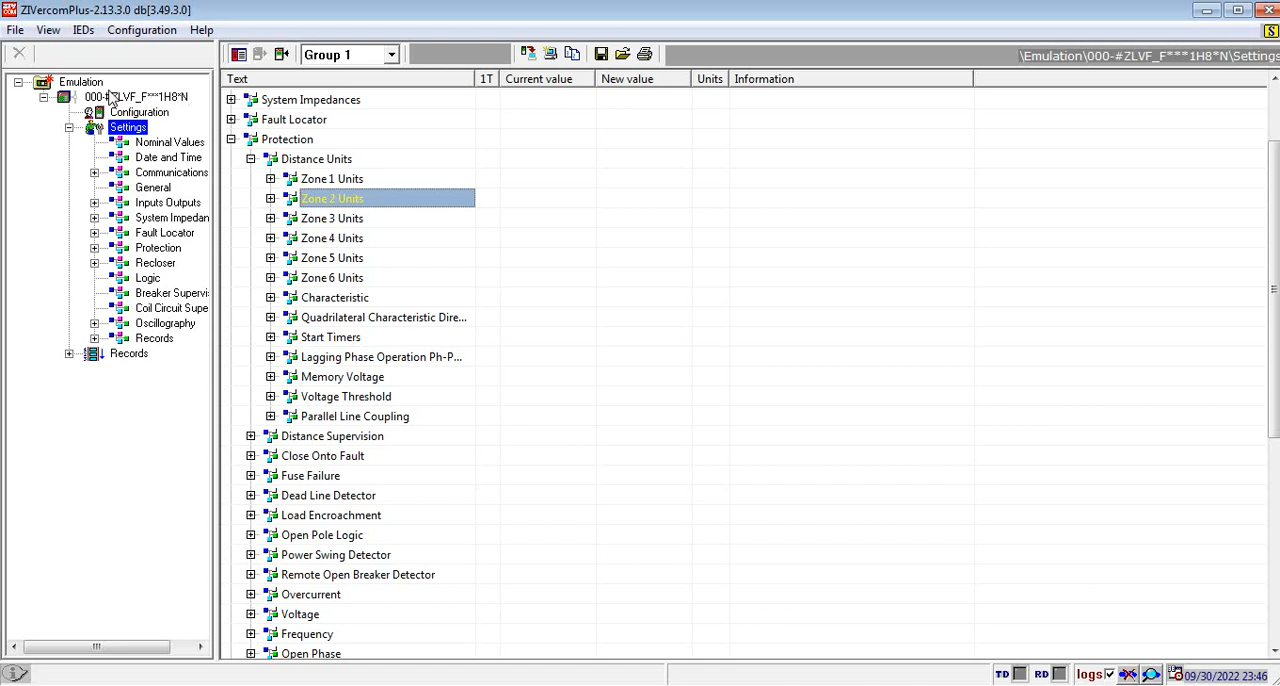 ZIVercomPlus-2.13.3.0 db[3.49.3.0]
File View IEDs Configuration Help
Group 1
\Emulation\000-#ZLVF_F***1H8*N\Settings
Emulation
000-#ZLVF_F***1H8*N
Configuration
Settings
Nominal Values
Date and Time
Communications
General
Inputs Outputs
System Impedan
Fault Locator
Protection
Recloser
Logic
Breaker Supervi
Coil Circuit Supe
Oscillography
Records
Records
Text 1T Current value New value Units Information
System Impedances
Fault Locator
Protection
Distance Units
Zone 1 Units
Zone 2 Units
Zone 3 Units
Zone 4 Units
Zone 5 Units
Zone 6 Units
Characteristic
Quadrilateral Characteristic Dire...
Start Timers
Lagging Phase Operation Ph-P...
Memory Voltage
Voltage Threshold
Parallel Line Coupling
Distance Supervision
Close Onto Fault
Fuse Failure
Dead Line Detector
Load Encroachment
Open Pole Logic
Power Swing Detector
Remote Open Breaker Detector
Overcurrent
Voltage
Frequency
Open Phase
TD RD logs 09/30/2022 23:46